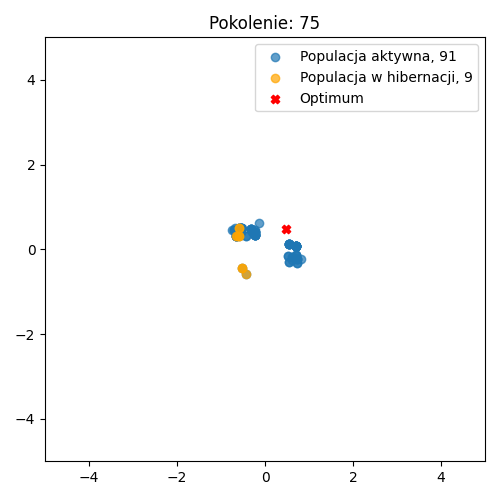 Pokolenie: 75
Populacja aktywna, 91
Populacja w hibernacji, 9
Optimum
4
2
0
−2
−4
−4 −2 0 2 4